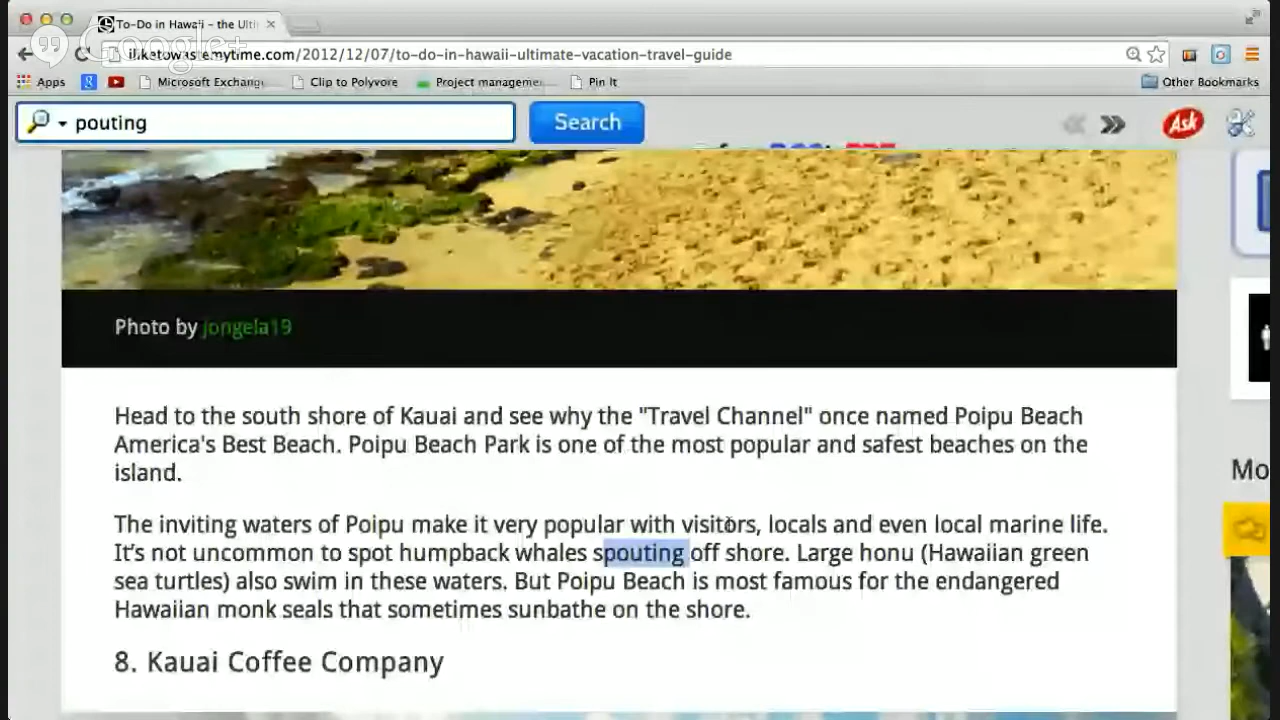 To-Do in Hawaii - the Ulti
Google+
iliketowastemytime.com/2012/12/07/to-do-in-hawaii-ultimate-vacation-travel-guide
Apps
Microsoft Exchang
Clip to Polyvore
Project manageme
Pin It
Other Bookmarks
pouting
Search
Ask
Photo by jongela19
Head to the south shore of Kauai and see why the "Travel Channel" once named Poipu Beach
America's Best Beach. Poipu Beach Park is one of the most popular and safest beaches on the
island.
Mo
The inviting waters of Poipu make it very popular with visitors, locals and even local marine life.
It's not uncommon to spot humpback whales spouting off shore. Large honu (Hawaiian green
sea turtles) also swim in these waters. But Poipu Beach is most famous for the endangered
Hawaiian monk seals that sometimes sunbathe on the shore.
8. Kauai Coffee Company